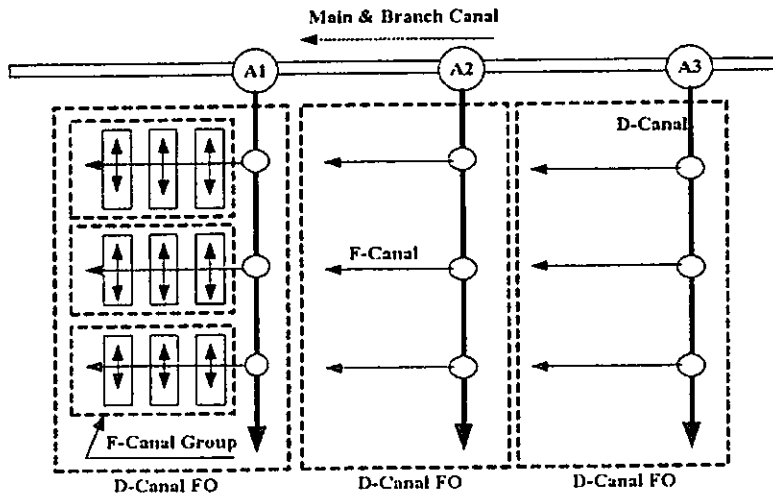 Main & Branch Canal
A1
A2
A3
D-Canal
F-Canal
F-Canal Group
D-Canal FO
D-Canal FO
D-Canal FO